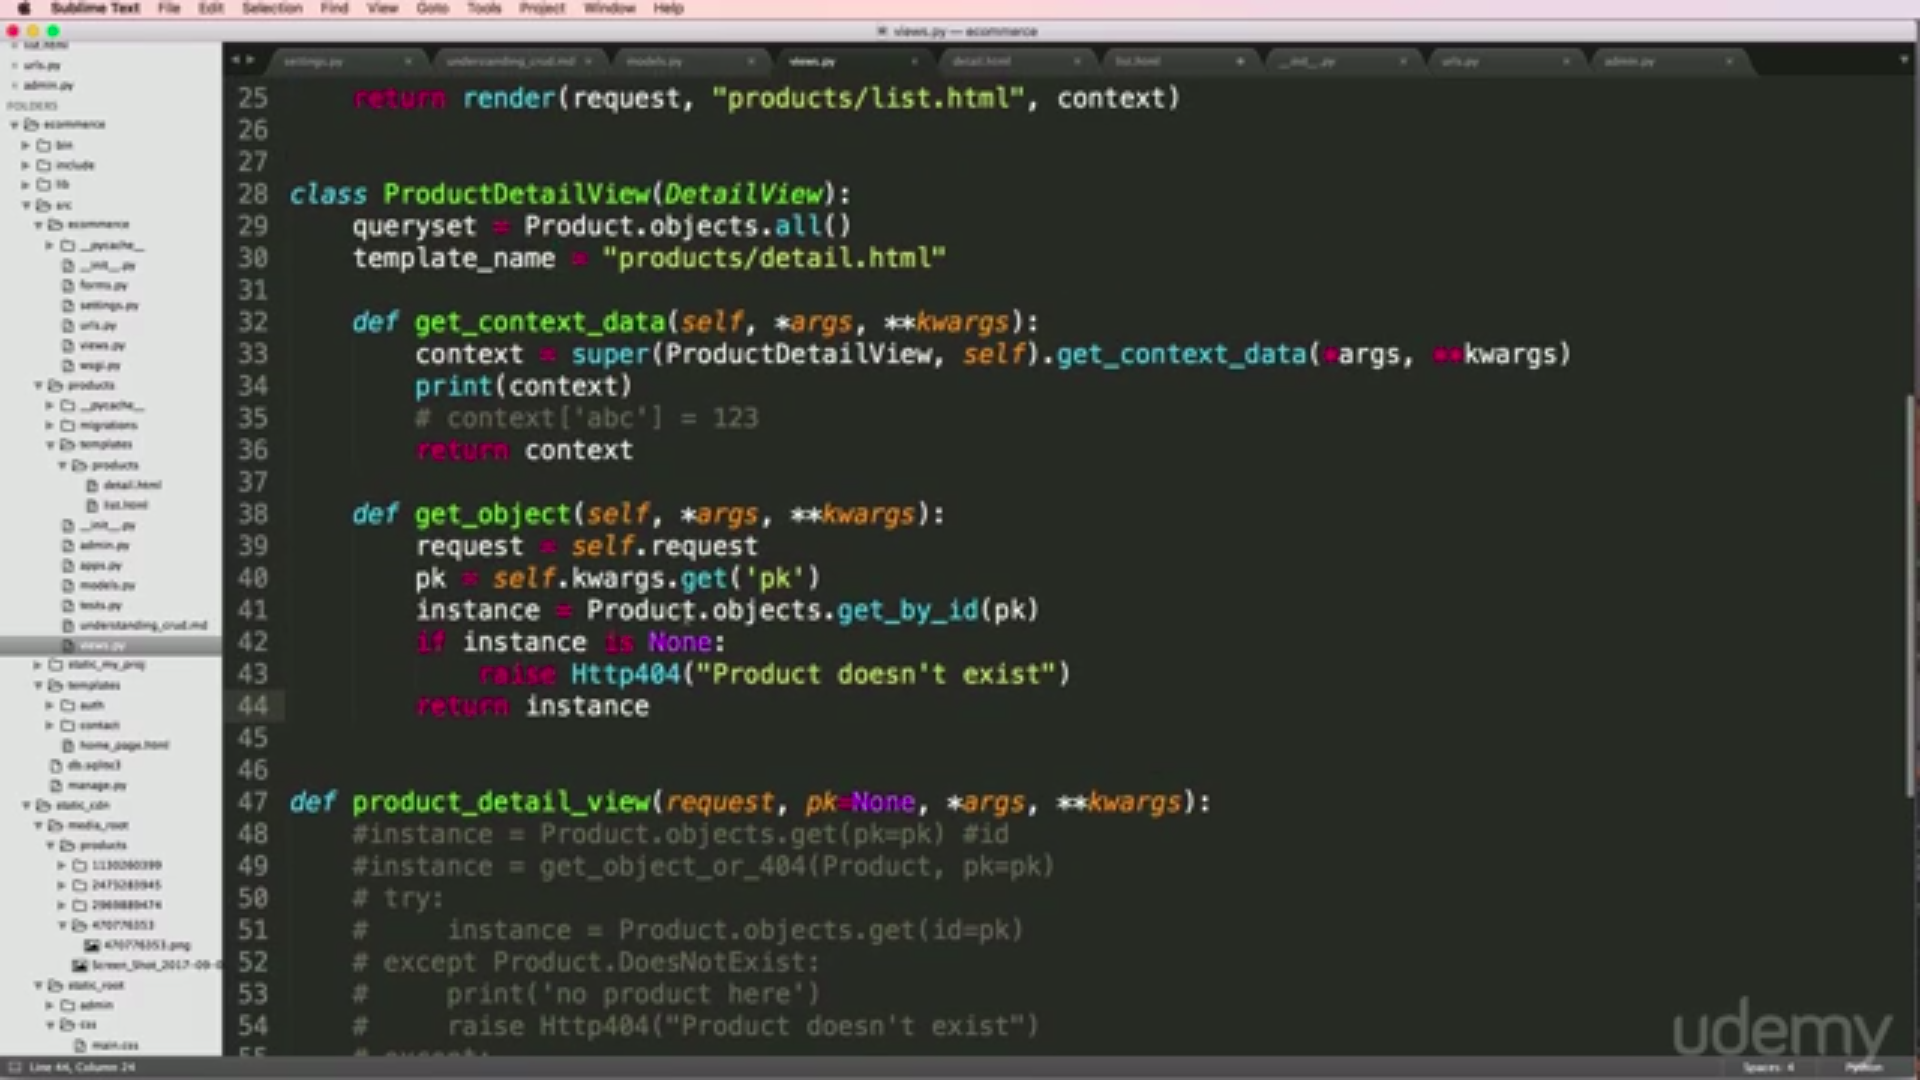 Sublime Text File Edit Selection Find View Goto Tools Project Window Help
views.py — ecommerce
settings.py understanding_crud.md models.py views.py detail.html list.html __init__.py urls.py admin.py
list.html
urls.py
admin.py
FOLDERS
ecommerce
bin
include
lib
src
ecommerce
__pycache__
__init__.py
forms.py
settings.py
urls.py
views.py
wsgi.py
products
__pycache__
migrations
templates
products
detail.html
list.html
__init__.py
admin.py
apps.py
models.py
tests.py
understanding_crud.md
views.py
static_my_proj
templates
auth
contact
home_page.html
db.sqlite3
manage.py
static_cdn
media_root
products
1130260399
2473283945
2969889474
470776353
470776353.png
Screen_Shot_2017-09-0
static_root
admin
css
main.css
25 return render(request, "products/list.html", context)
26
27
28 class ProductDetailView(DetailView):
29 queryset = Product.objects.all()
30 template_name = "products/detail.html"
31
32 def get_context_data(self, *args, **kwargs):
33 context = super(ProductDetailView, self).get_context_data(*args, **kwargs)
34 print(context)
35 # context['abc'] = 123
36 return context
37
38 def get_object(self, *args, **kwargs):
39 request = self.request
40 pk = self.kwargs.get('pk')
41 instance = Product.objects.get_by_id(pk)
42 if instance is None:
43 raise Http404("Product doesn't exist")
44 return instance
45
46
47 def product_detail_view(request, pk=None, *args, **kwargs):
48 #instance = Product.objects.get(pk=pk) #id
49 #instance = get_object_or_404(Product, pk=pk)
50 # try:
51 # instance = Product.objects.get(id=pk)
52 # except Product.DoesNotExist:
53 # print('no product here')
54 # raise Http404("Product doesn't exist")
55 # except:
udemy
Line 44, Column 24 Spaces: 4 Python